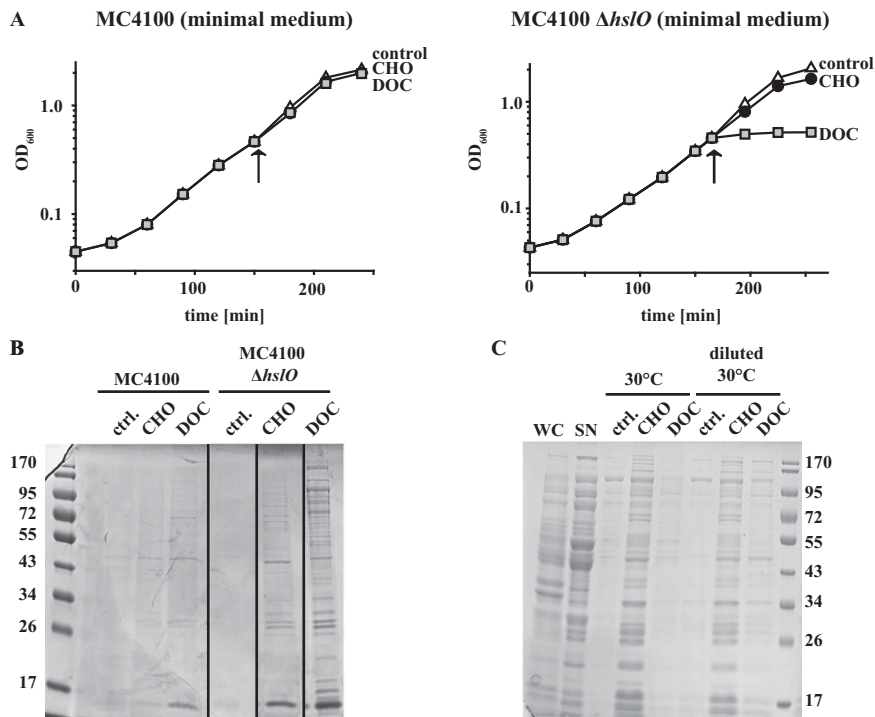 A
MC4100 (minimal medium)
MC4100 ΔhslO (minimal medium)
control
CHO
DOC
1.0
0.1
OD600
0
100
200
time [min]
control
CHO
DOC
1.0
0.1
OD600
0
100
200
time [min]
B
MC4100
MC4100
ΔhslO
ctrl.
CHO
DOC
ctrl.
CHO
DOC
170
95
72
55
43
34
26
17
C
30°C
diluted
30°C
WC
SN
ctrl.
CHO
DOC
ctrl.
CHO
DOC
170
95
72
55
43
34
26
17